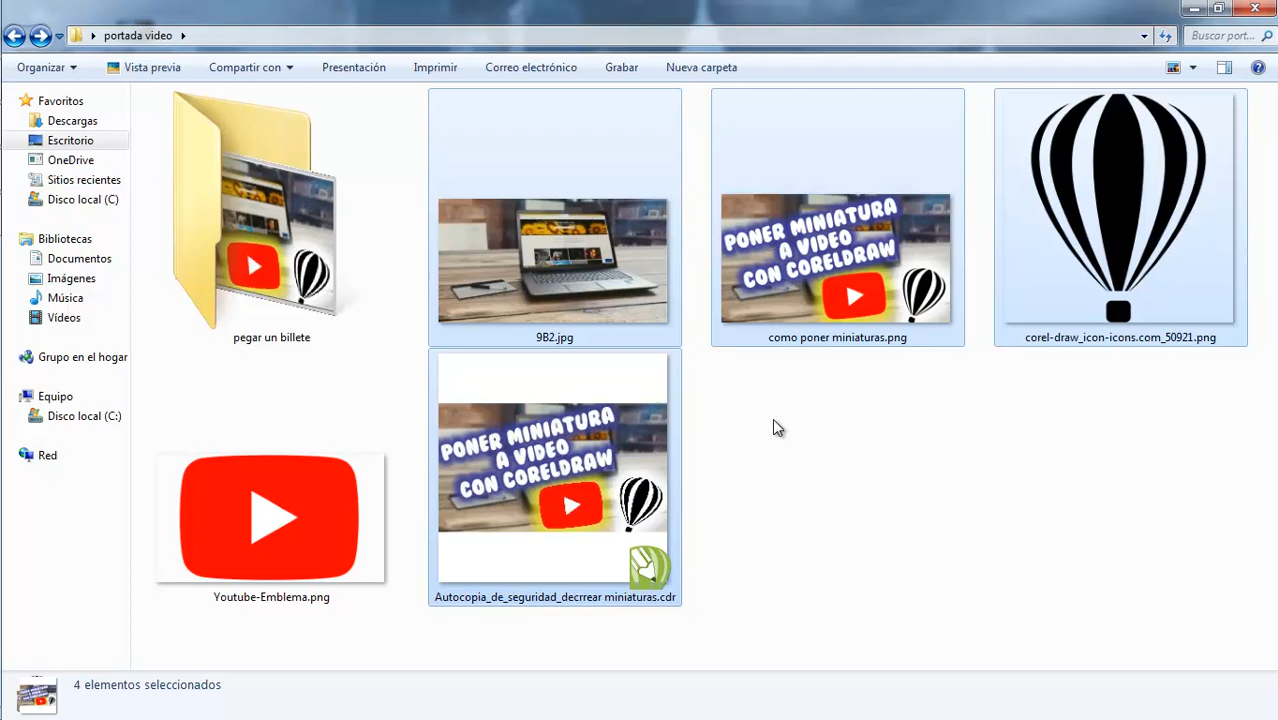 portada video
Buscar port...
Organizar
Vista previa
Compartir con
Presentación
Imprimir
Correo electrónico
Grabar
Nueva carpeta
Favoritos
Descargas
Escritorio
OneDrive
Sitios recientes
Disco local (C)
Bibliotecas
Documentos
Imágenes
Música
Vídeos
Grupo en el hogar
Equipo
Disco local (C:)
Red
pegar un billete
9B2.jpg
PONER MINIATURA
A VIDEO
CON CORELDRAW
como poner miniaturas.png
corel-draw_icon-icons.com_50921.png
Youtube-Emblema.png
PONER MINIATURA
A VIDEO
CON CORELDRAW
Autocopia_de_seguridad_decrrear miniaturas.cdr
4 elementos seleccionados